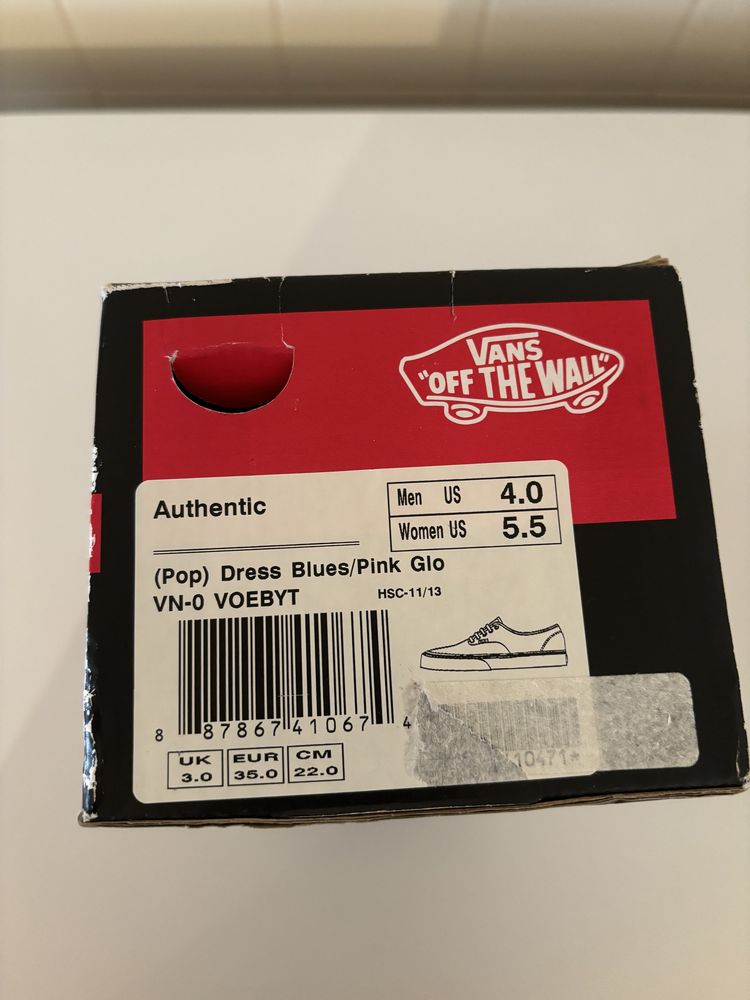 VANS
"OFF THE WALL"
Authentic
Men US 4.0
Women US 5.5
(Pop) Dress Blues/Pink Glo
VN-0 VOEBYT
HSC-11/13
8 87867 41067 4
UK EUR CM
3.0 35.0 22.0
10471*